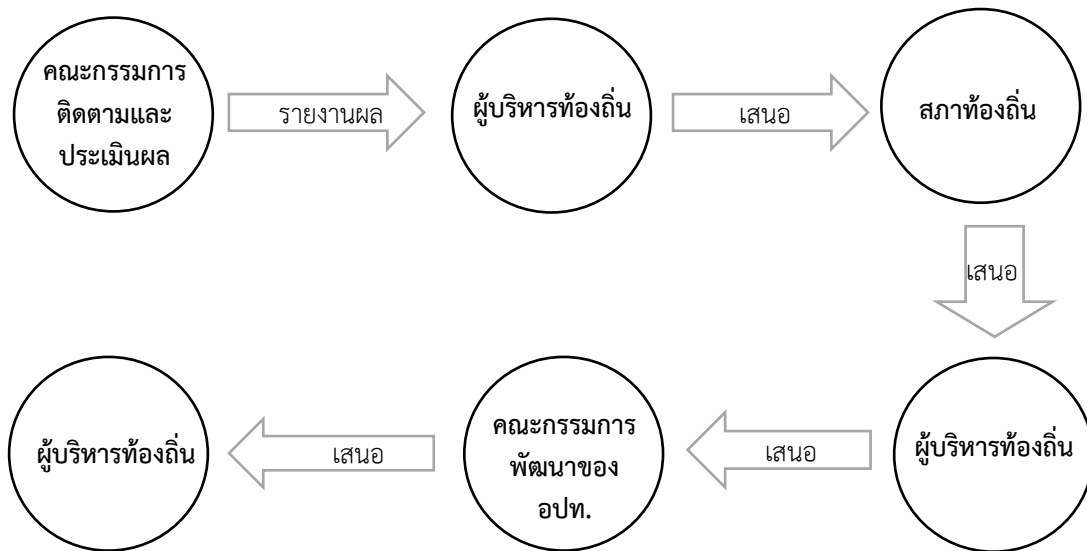 คณะกรรมการ
ติดตามและ
ประเมินผล
รายงานผล
ผู้บริหารท้องถิ่น
เสนอ
สภาท้องถิ่น
เสนอ
ผู้บริหารท้องถิ่น
เสนอ
คณะกรรมการ
พัฒนาของ
อปท.
เสนอ
ผู้บริหารท้องถิ่น